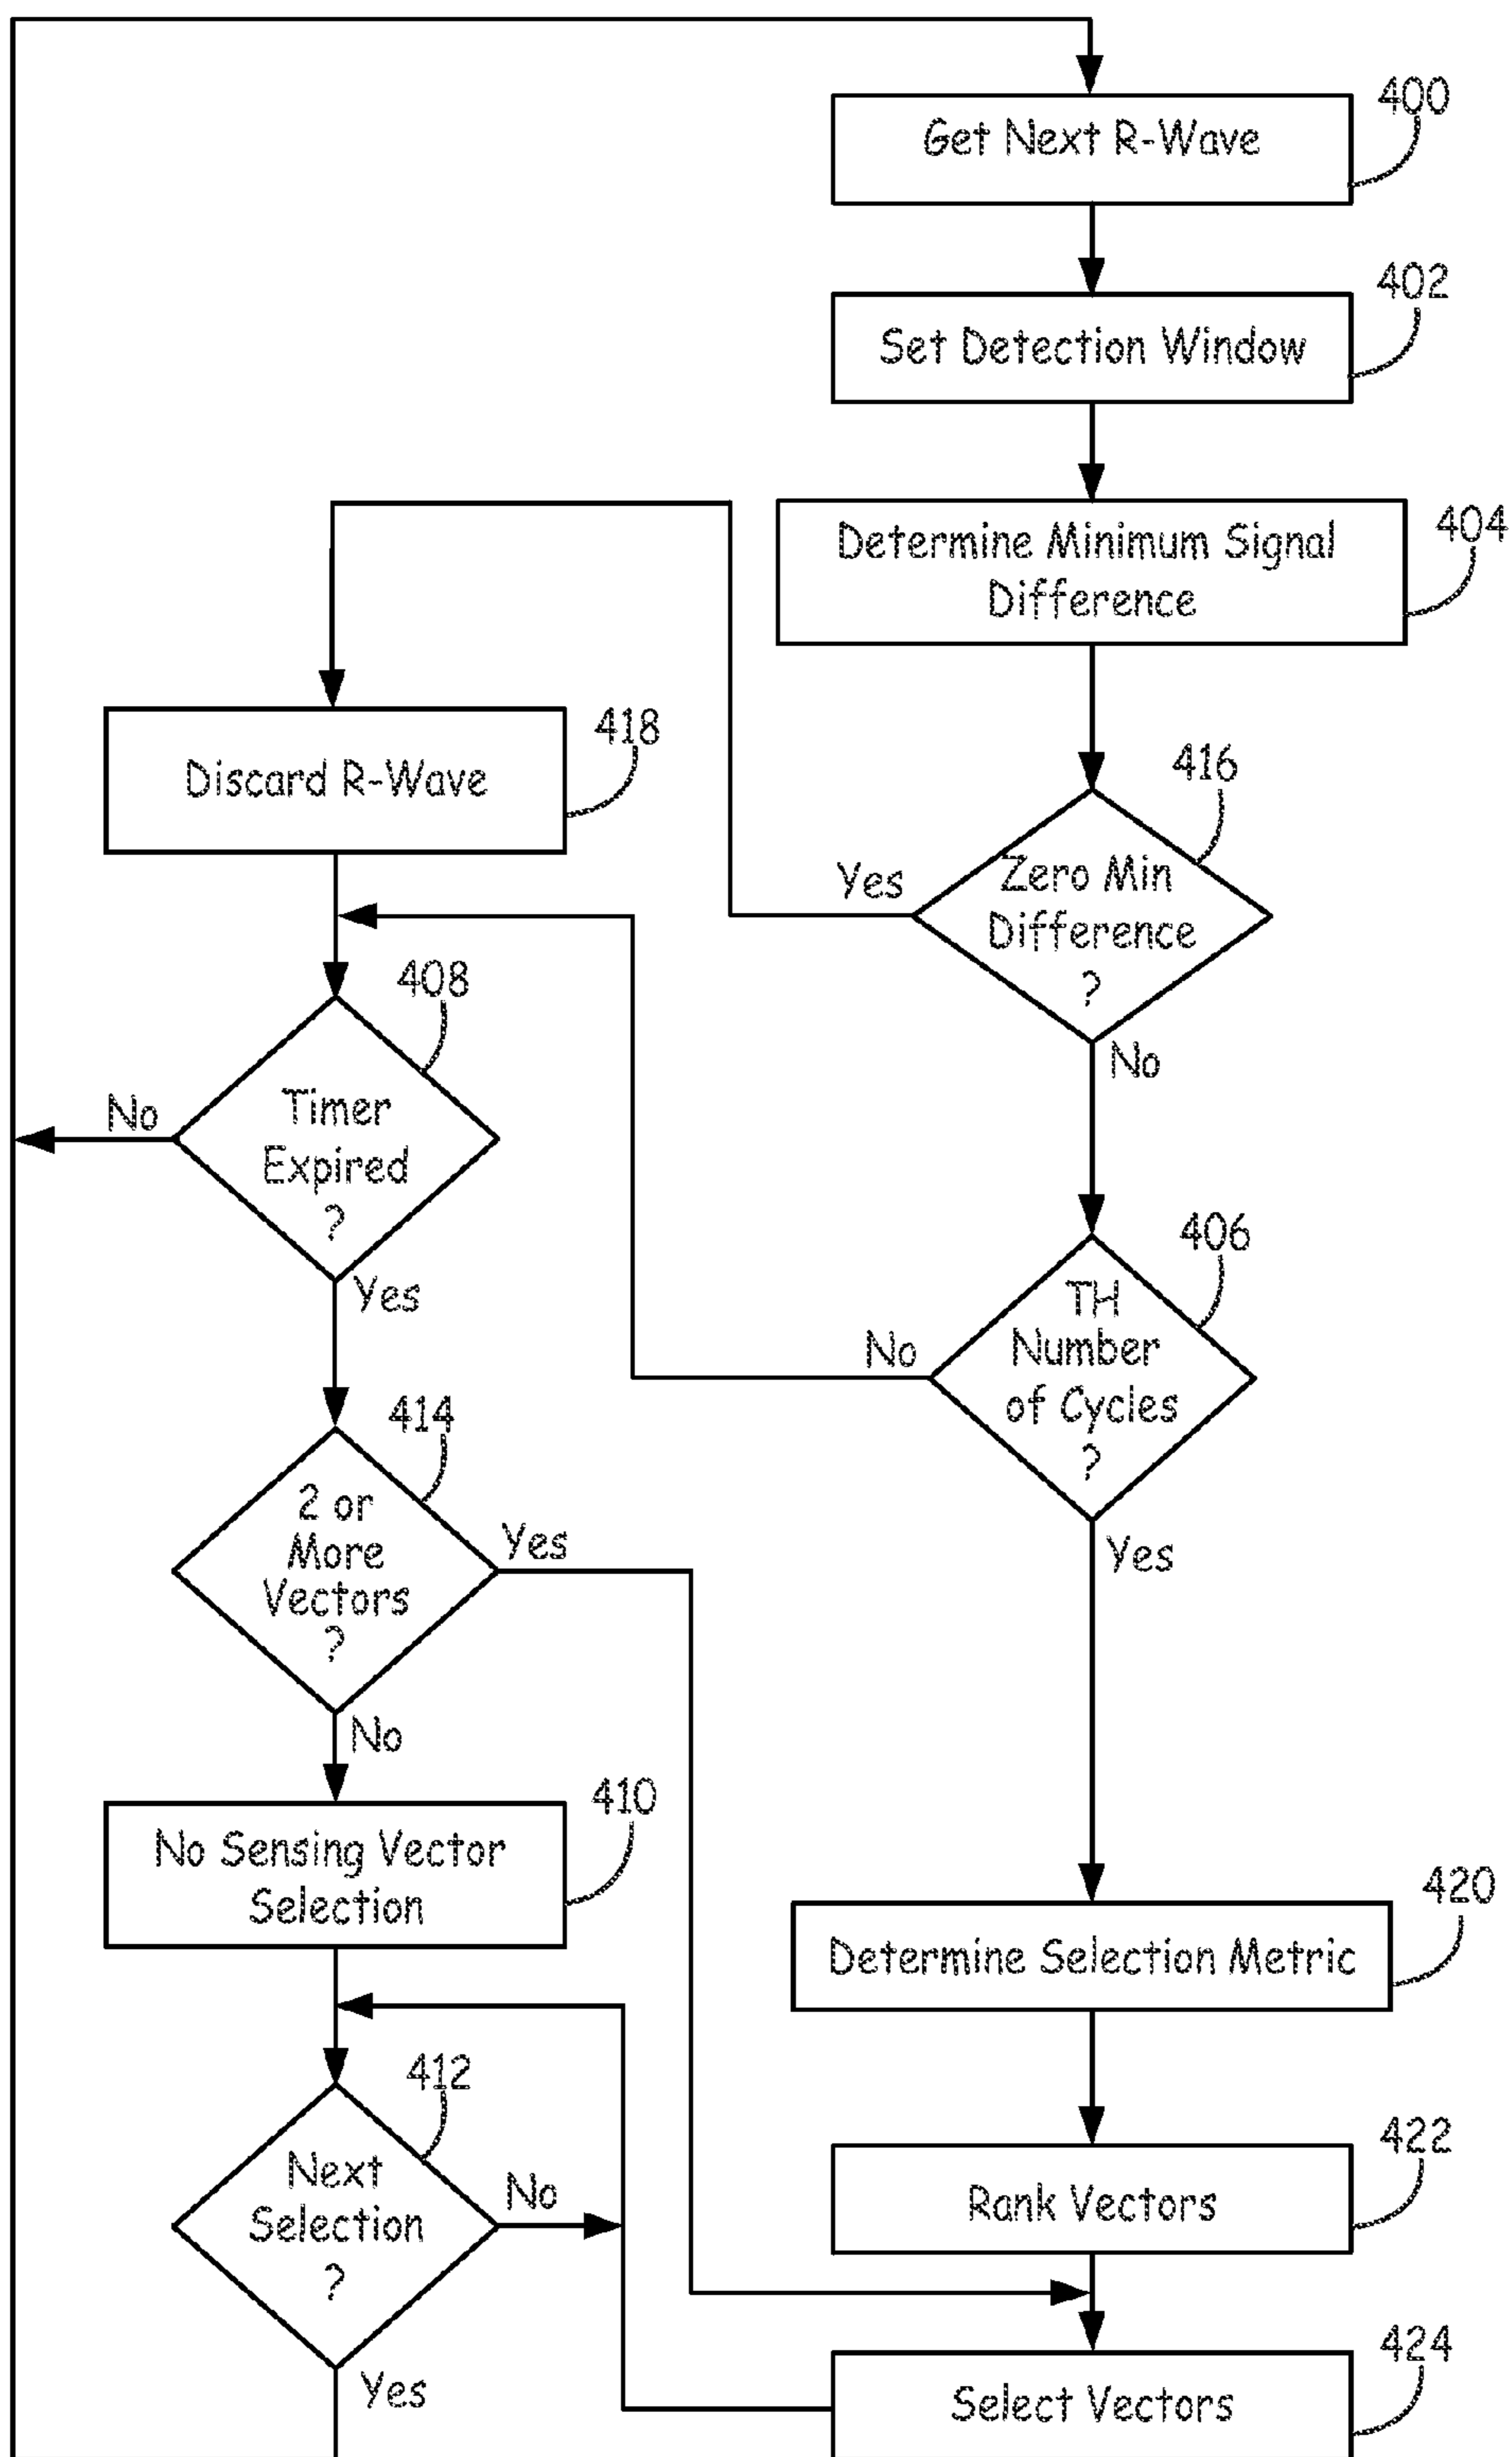 400
Get Next R-Wave
402
Set Detection Window
404
Determine Minimum Signal
Difference
418
Discard R-Wave
416
Yes
Zero Min
Difference
?
No
408
Timer
Expired
?
No
Yes
406
TH
Number
of Cycles
?
No
Yes
414
2 or
More
Vectors
?
Yes
No
410
No Sensing Vector
Selection
420
Determine Selection Metric
412
Next
Selection
?
No
Yes
422
Rank Vectors
424
Select Vectors